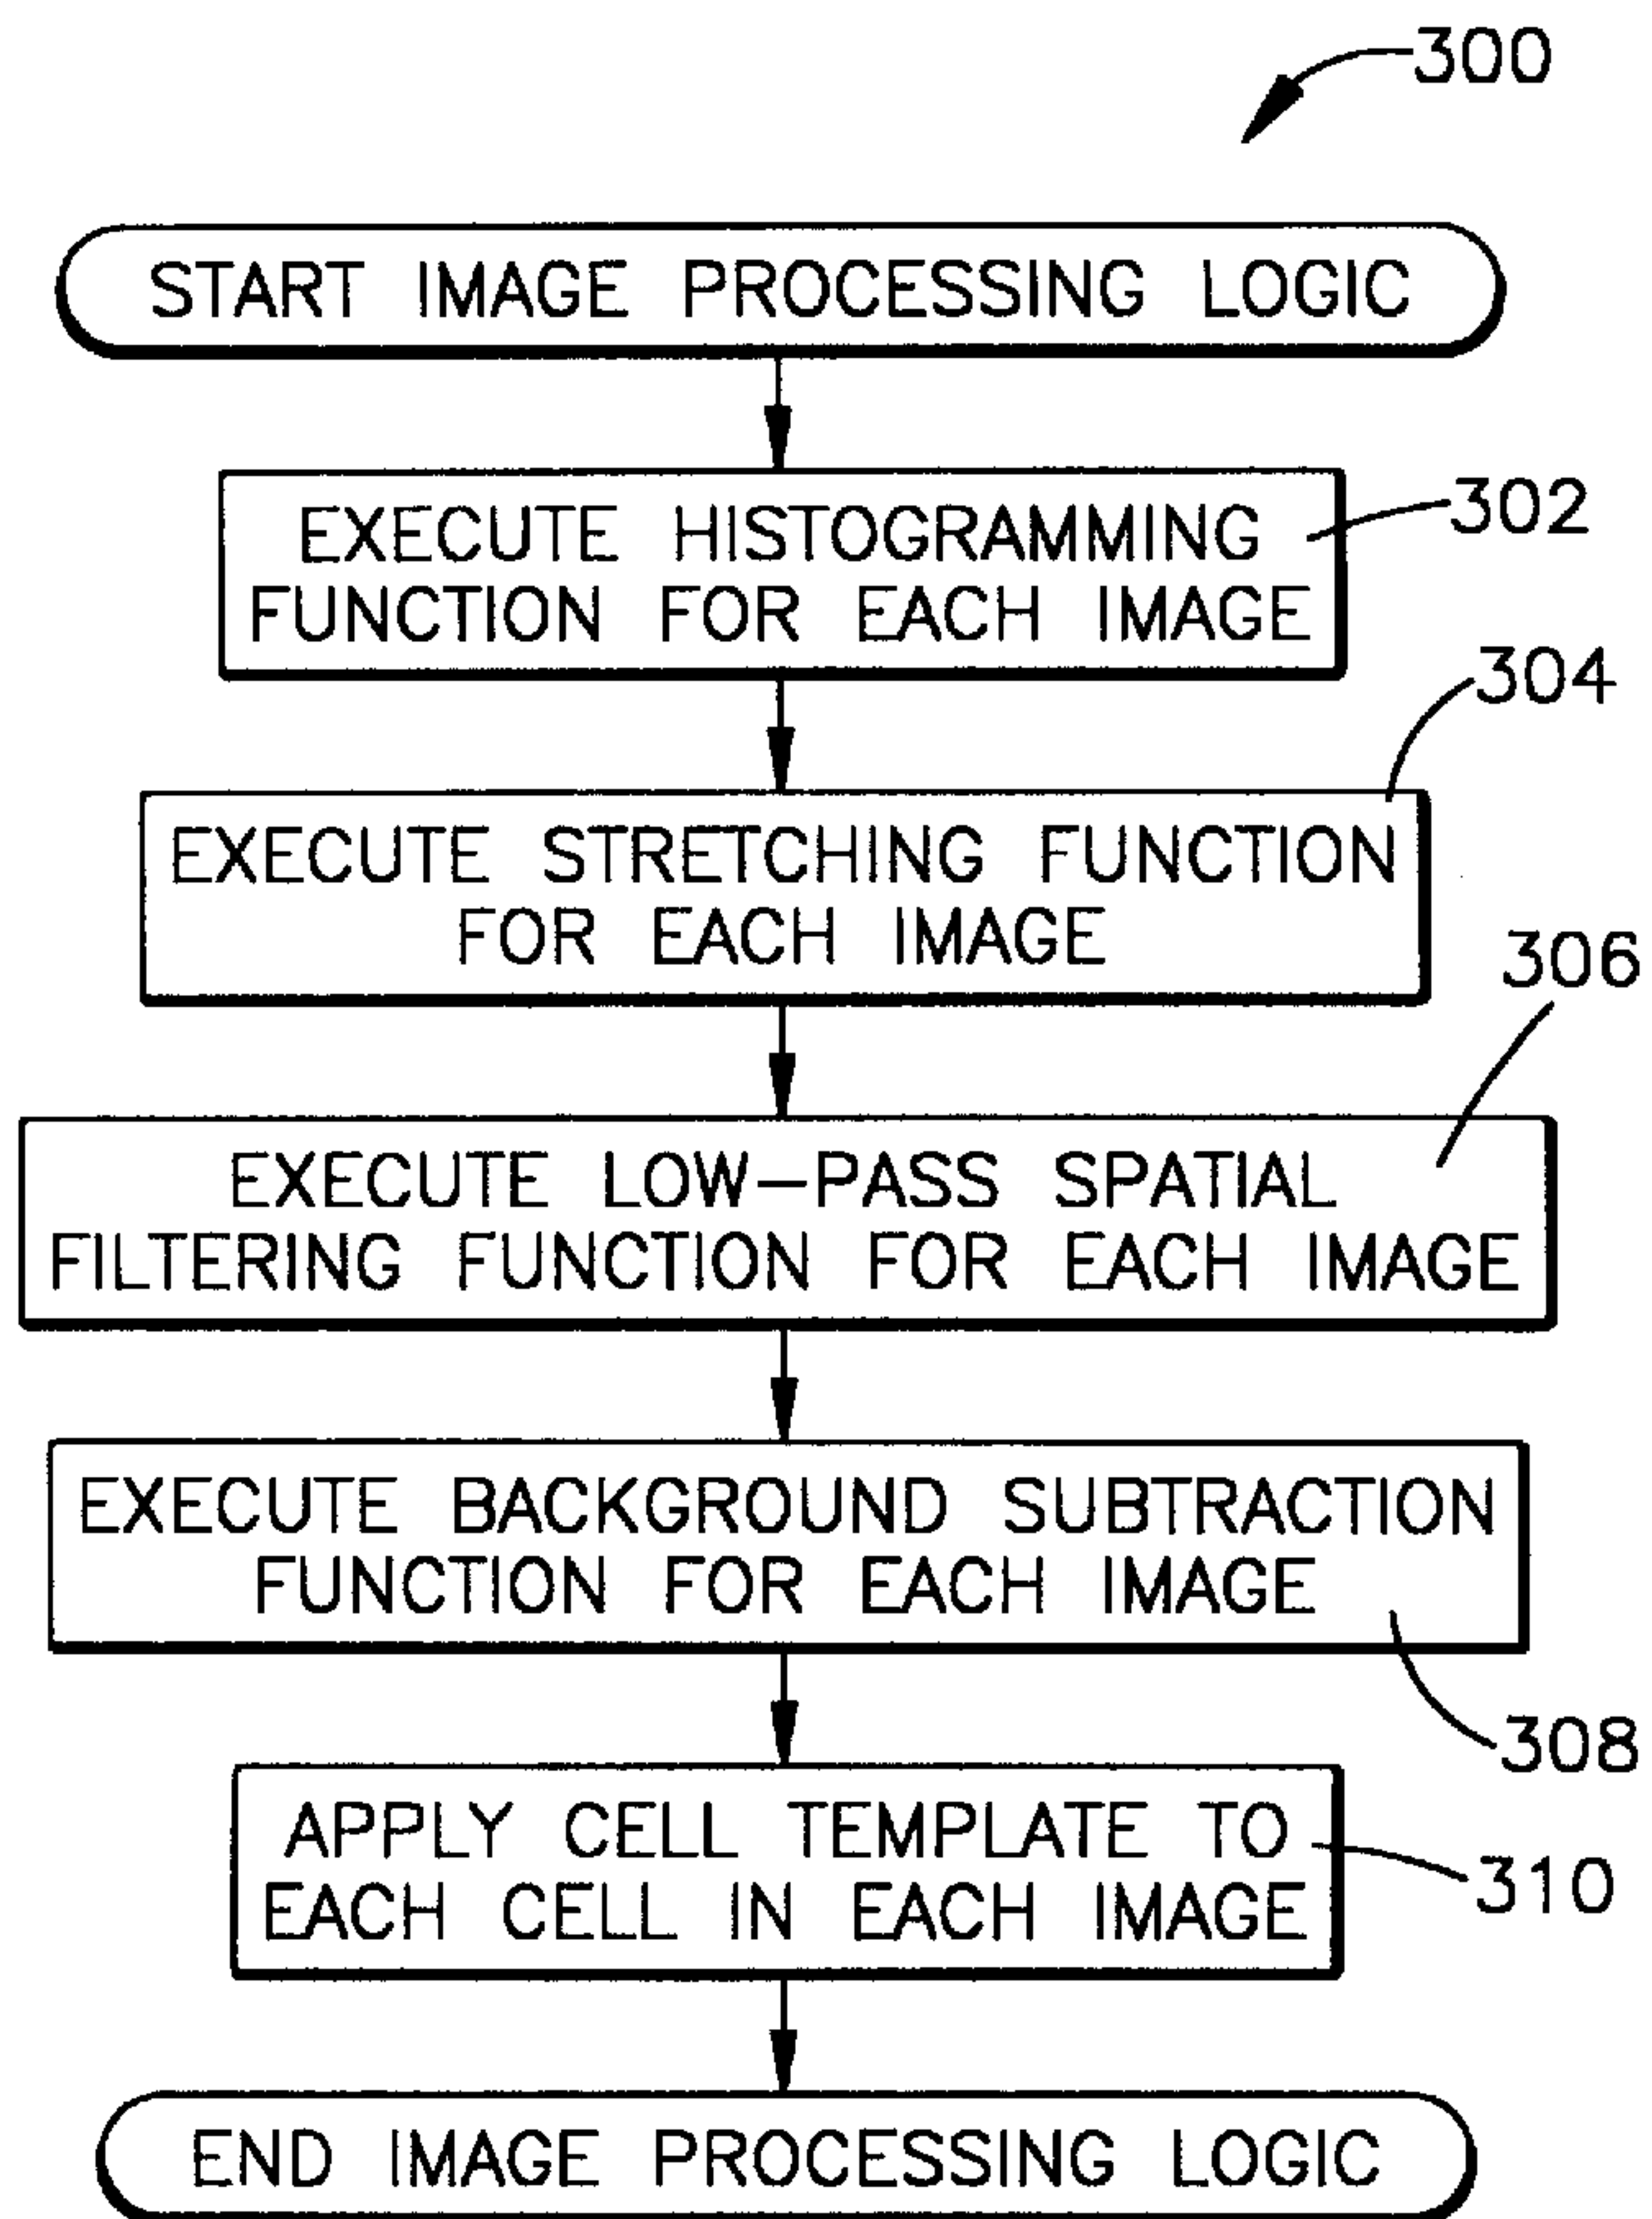 300
START IMAGE PROCESSING LOGIC
EXECUTE HISTOGRAMMING
FUNCTION FOR EACH IMAGE
302
304
EXECUTE STRETCHING FUNCTION
FOR EACH IMAGE
306
EXECUTE LOW-PASS SPATIAL
FILTERING FUNCTION FOR EACH IMAGE
EXECUTE BACKGROUND SUBTRACTION
FUNCTION FOR EACH IMAGE
308
APPLY CELL TEMPLATE TO
EACH CELL IN EACH IMAGE
310
END IMAGE PROCESSING LOGIC